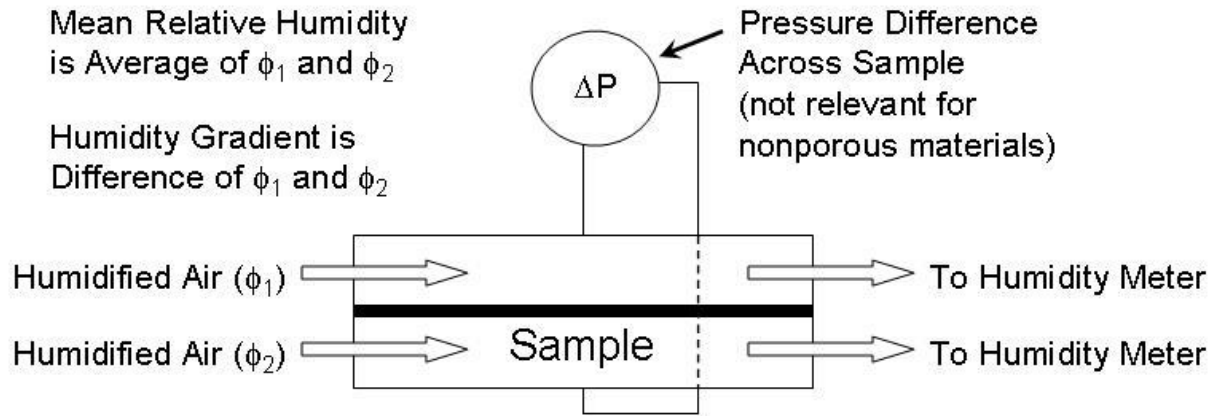 Mean Relative Humidity
is Average of ϕ₁ and ϕ₂
Humidity Gradient is
Difference of ϕ₁ and ϕ₂
ΔP
Pressure Difference
Across Sample
(not relevant for
nonporous materials)
Humidified Air (ϕ₁)
To Humidity Meter
Humidified Air (ϕ₂)
Sample
To Humidity Meter